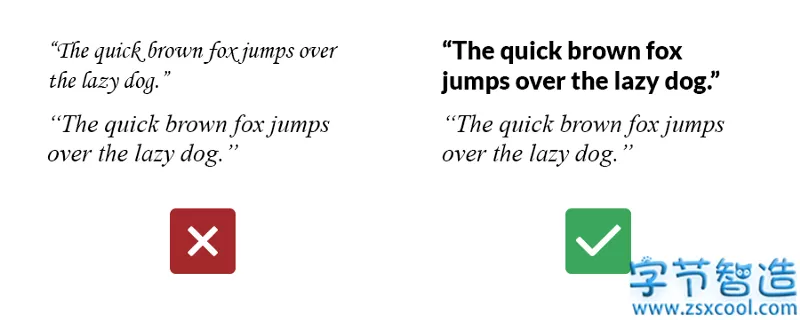 “The quick brown fox jumps over
the lazy dog.”
“The quick brown fox jumps
over the lazy dog.”
“The quick brown fox
jumps over the lazy dog.”
“The quick brown fox jumps
over the lazy dog.”
字节智造
www.zsxcool.com